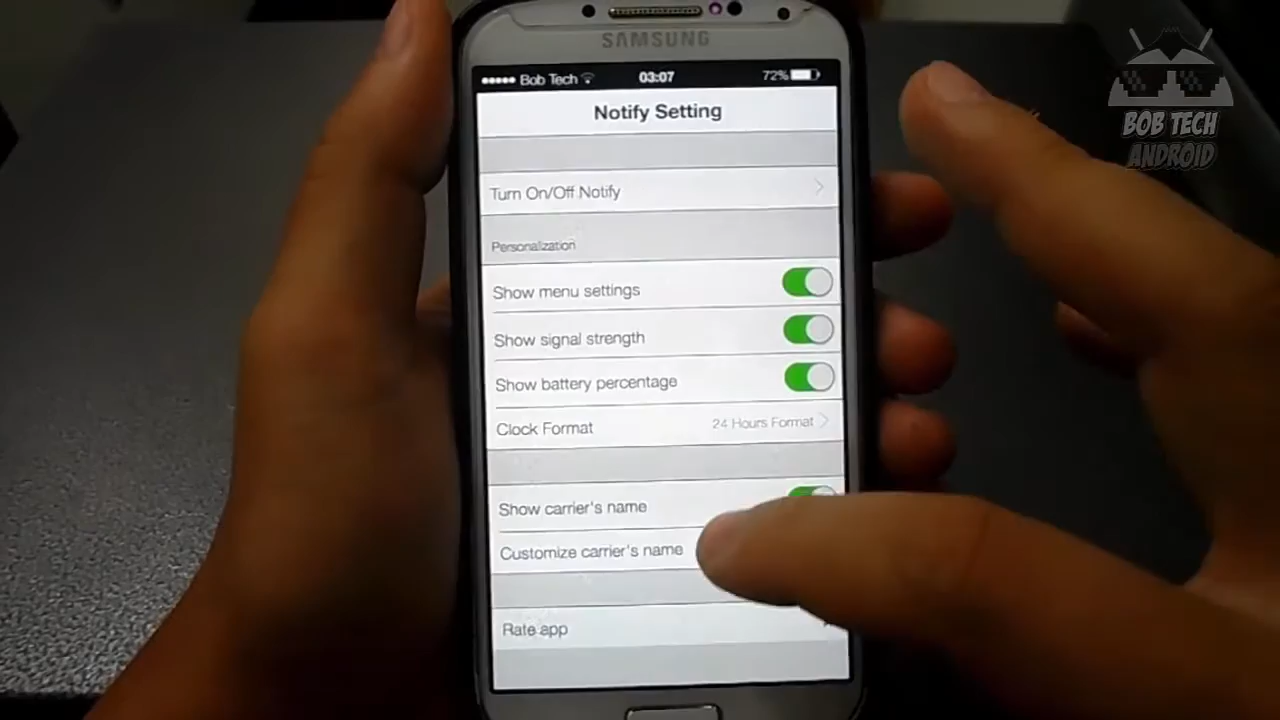 SAMSUNG
Bob Tech 03:07 72%
Notify Setting
Turn On/Off Notify
Personalization
Show menu settings
Show signal strength
Show battery percentage
Clock Format 24 Hours Format
Show carrier's name
Customize carrier's name
Rate app
BOB TECH
ANDROID